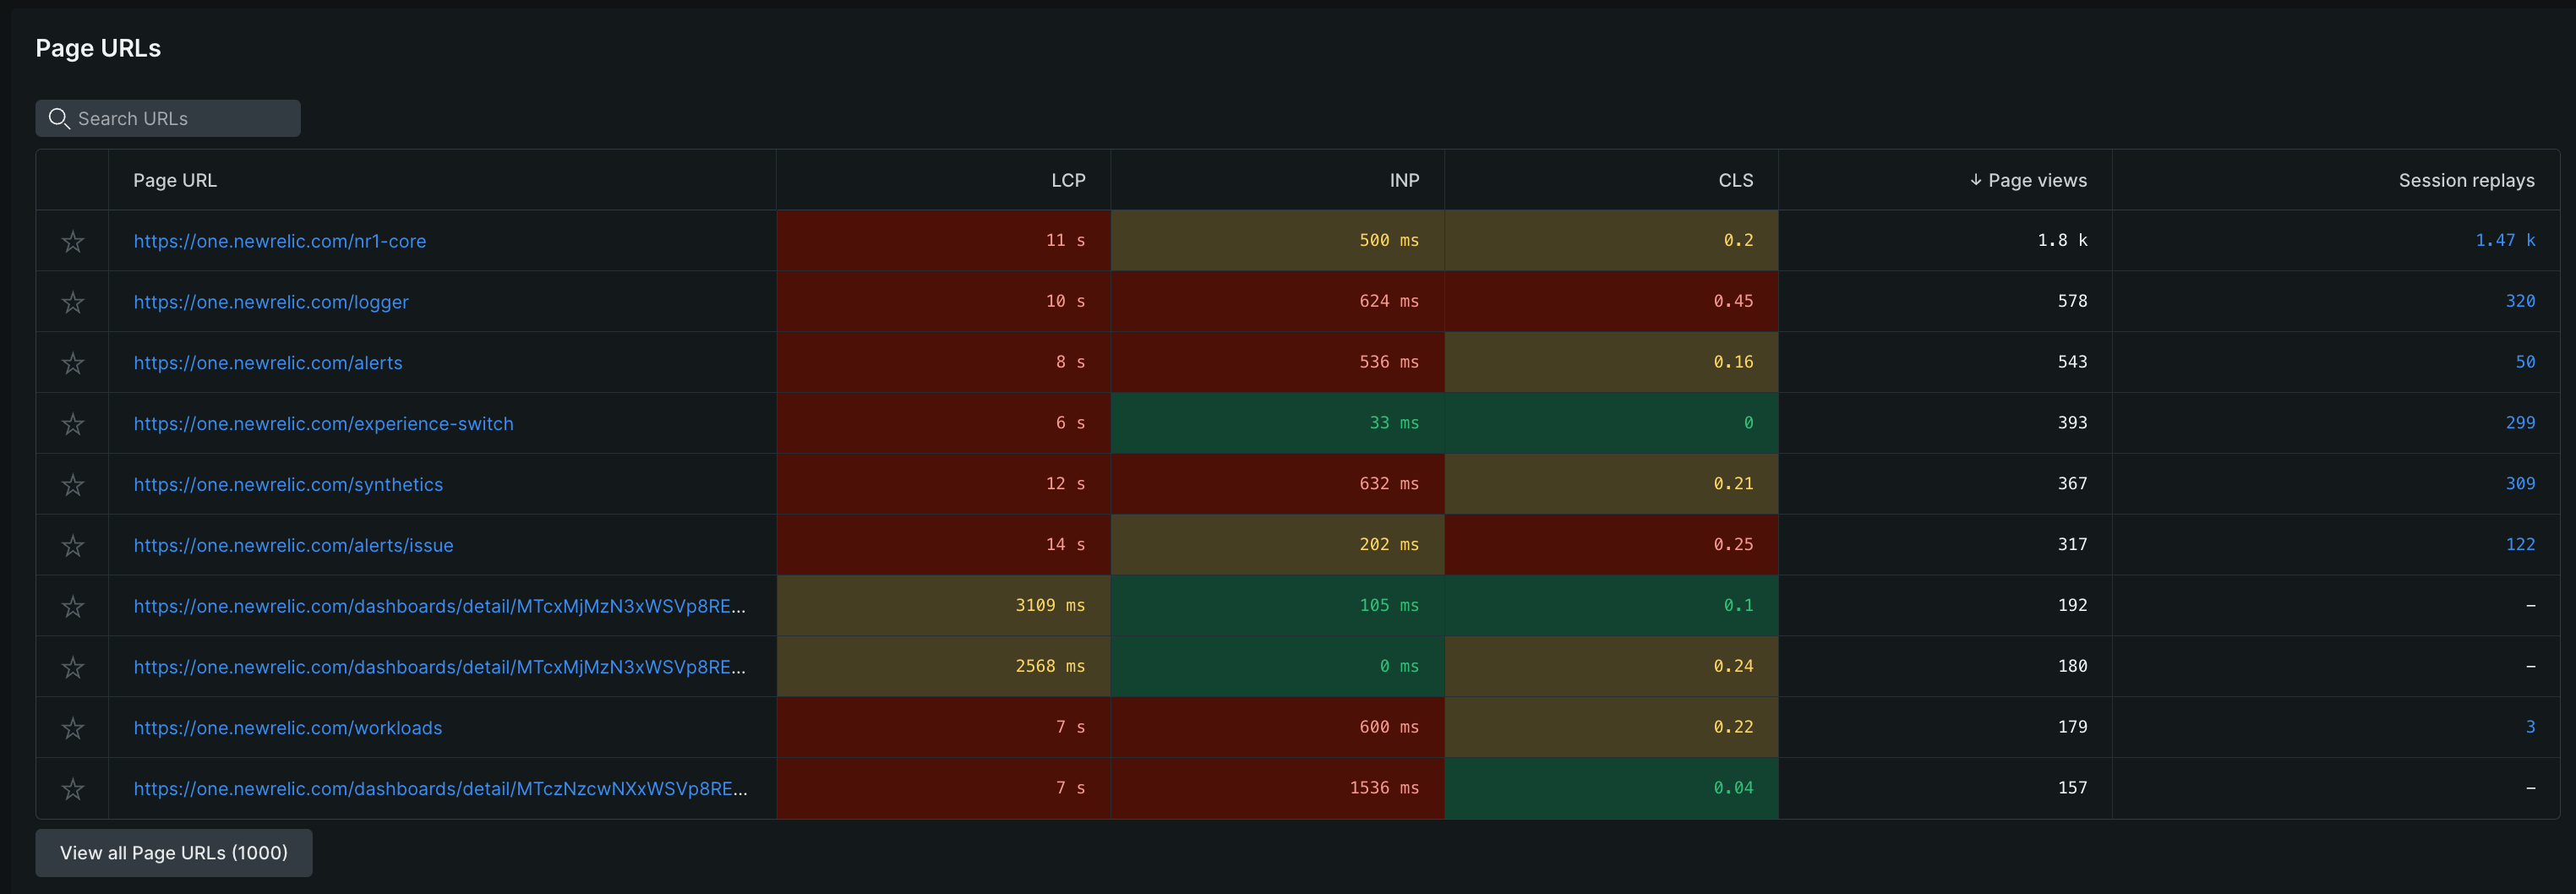 Page URLs
Search URLs
Page URL LCP INP CLS ↓ Page views Session replays
https://one.newrelic.com/nr1-core 11 s 500 ms 0.2 1.8 k 1.47 k
https://one.newrelic.com/logger 10 s 624 ms 0.45 578 320
https://one.newrelic.com/alerts 8 s 536 ms 0.16 543 50
https://one.newrelic.com/experience-switch 6 s 33 ms 0 393 299
https://one.newrelic.com/synthetics 12 s 632 ms 0.21 367 309
https://one.newrelic.com/alerts/issue 14 s 202 ms 0.25 317 122
https://one.newrelic.com/dashboards/detail/MTcxMjMzN3xWSVp8RE... 3109 ms 105 ms 0.1 192 –
https://one.newrelic.com/dashboards/detail/MTcxMjMzN3xWSVp8RE... 2568 ms 0 ms 0.24 180 –
https://one.newrelic.com/workloads 7 s 600 ms 0.22 179 3
https://one.newrelic.com/dashboards/detail/MTczNzcwNXxWSVp8RE... 7 s 1536 ms 0.04 157 –
View all Page URLs (1000)